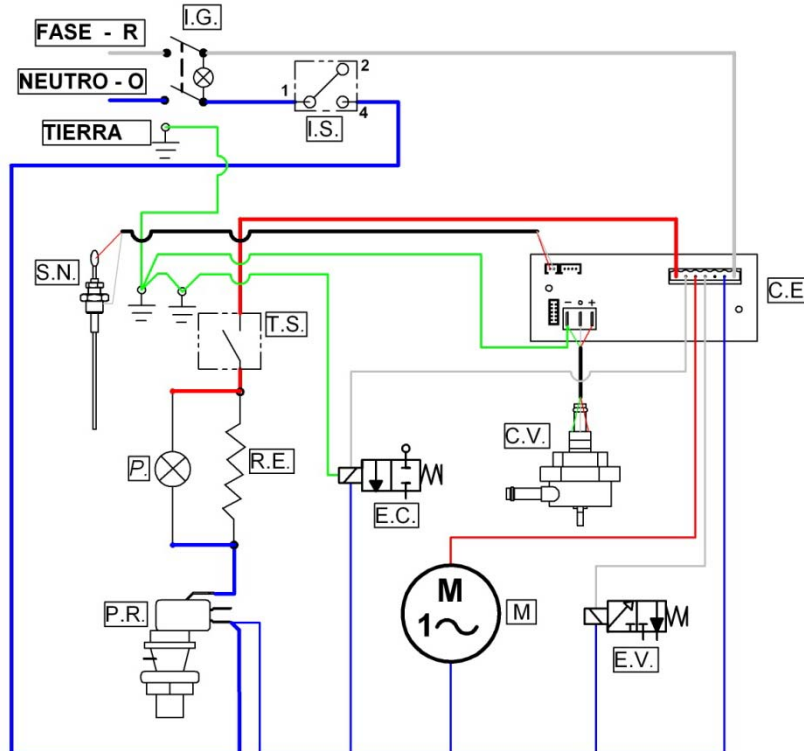 I.G.
FASE - R
NEUTRO - O
2
1
4
I.S.
TIERRA
S.N.
C.E
T.S.
- o +
C.V.
P.
R.E.
E.C.
P.R.
M
1
M
E.V.